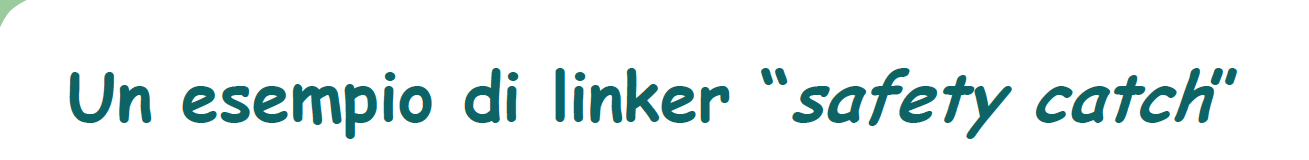 Un esempio di linker “safety catch”